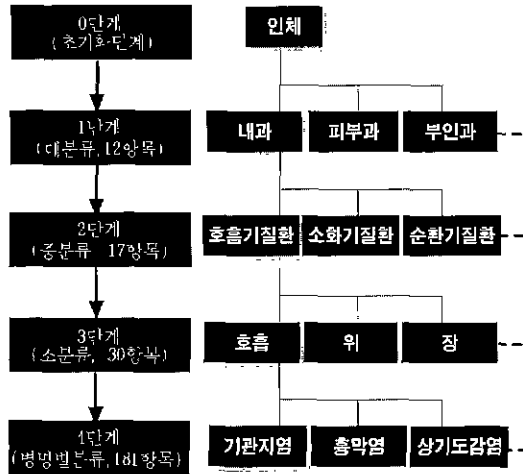 0단계
(초기화단계)
인체
1단계
(대분류, 12항목)
내과
피부과
부인과
2단계
(중분류 17항목)
호흡기질환
소화기질환
순환기질환
3단계
(소분류, 30항목)
호흡
위
장
4단계
(병명별분류, 181항목)
기관지염
흉막염
상기도감염